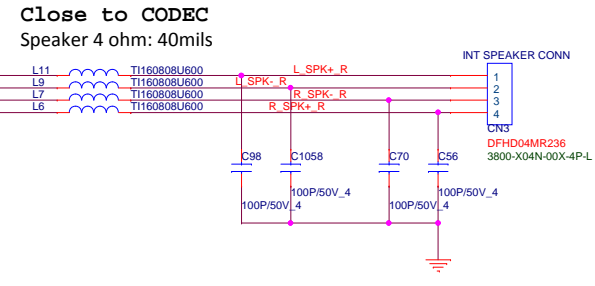 Close to CODEC
Speaker 4 ohm: 40mils
INT SPEAKER CONN
L11 TI160808U600 L_SPK+_R 1
L9 TI160808U600 L_SPK-_R 2
L7 TI160808U600 R_SPK-_R 3
L6 TI160808U600 R_SPK+_R 4
CN3
DFHD04MR236
3800-X04N-00X-4P-L
C98 C1058 C70 C56
100P/50V_4 100P/50V_4
100P/50V_4 100P/50V_4